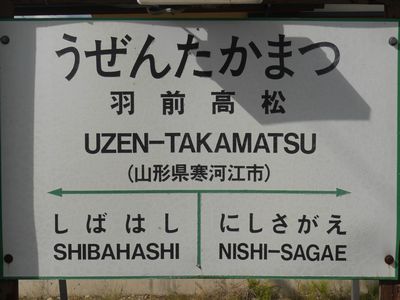 うぜんたかまつ
羽前高松
UZEN-TAKAMATSU
(山形県寒河江市)
しばはし にしさがえ
SHIBAHASHI NISHI-SAGAE